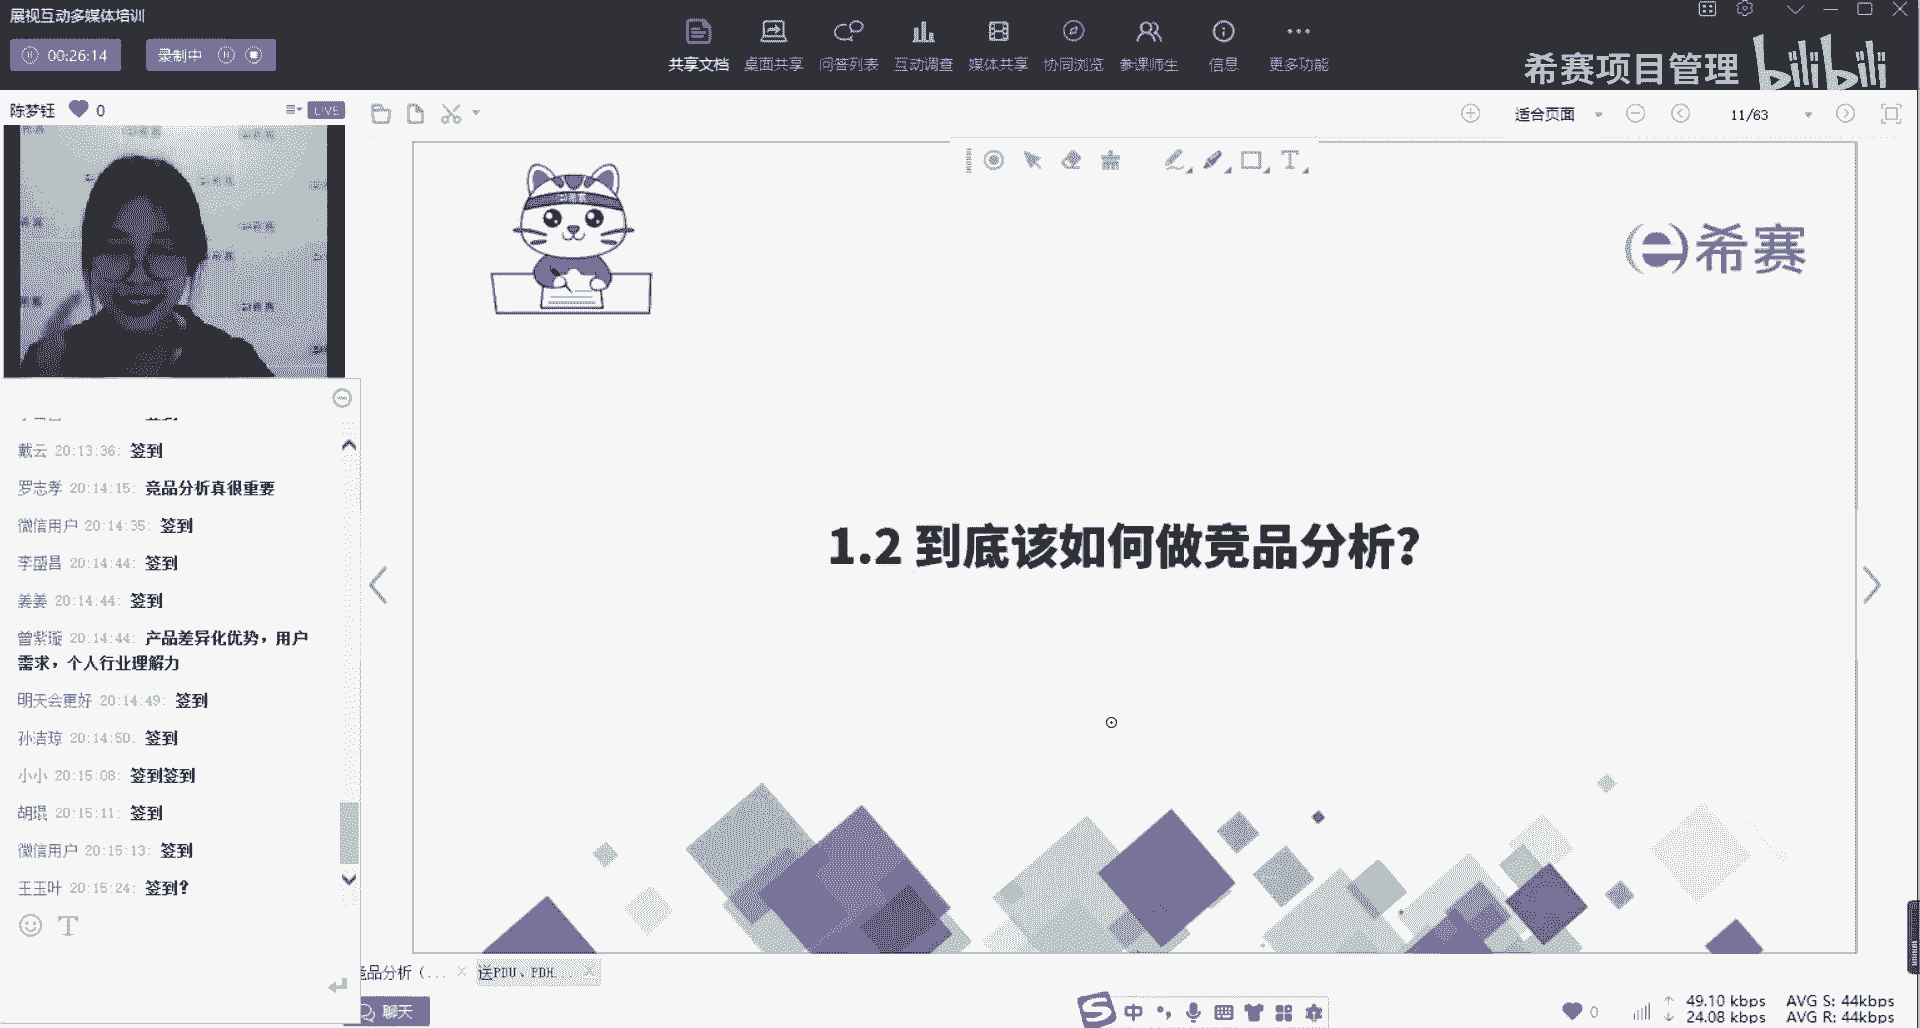 展视互动多媒体培训
00:26:14
录制中
共享文档 桌面共享 问答列表 互动调查 媒体共享 协同浏览 参课师生 信息 更多功能
希赛项目管理 bilibili
陈梦钰 0
LIVE
适合页面
11/63
希赛
戴云 20:13:36: 签到
罗志孝 20:14:15: 竞品分析真很重要
微信用户 20:14:35: 签到
李盛昌 20:14:44: 签到
姜姜 20:14:44: 签到
曾紫璇 20:14:44: 产品差异化优势，用户
需求，个人行业理解力
明天会更好 20:14:49: 签到
孙洁琼 20:14:50: 签到
小小 20:15:08: 签到签到
胡琨 20:15:11: 签到
微信用户 20:15:13: 签到
王玉叶 20:15:24: 签到?
1.2 到底该如何做竞品分析?
竞品分析（...
送PDU、PDH...
聊天
中
0
49.10 kbps AVG S: 44kbps
24.08 kbps AVG R: 44kbps